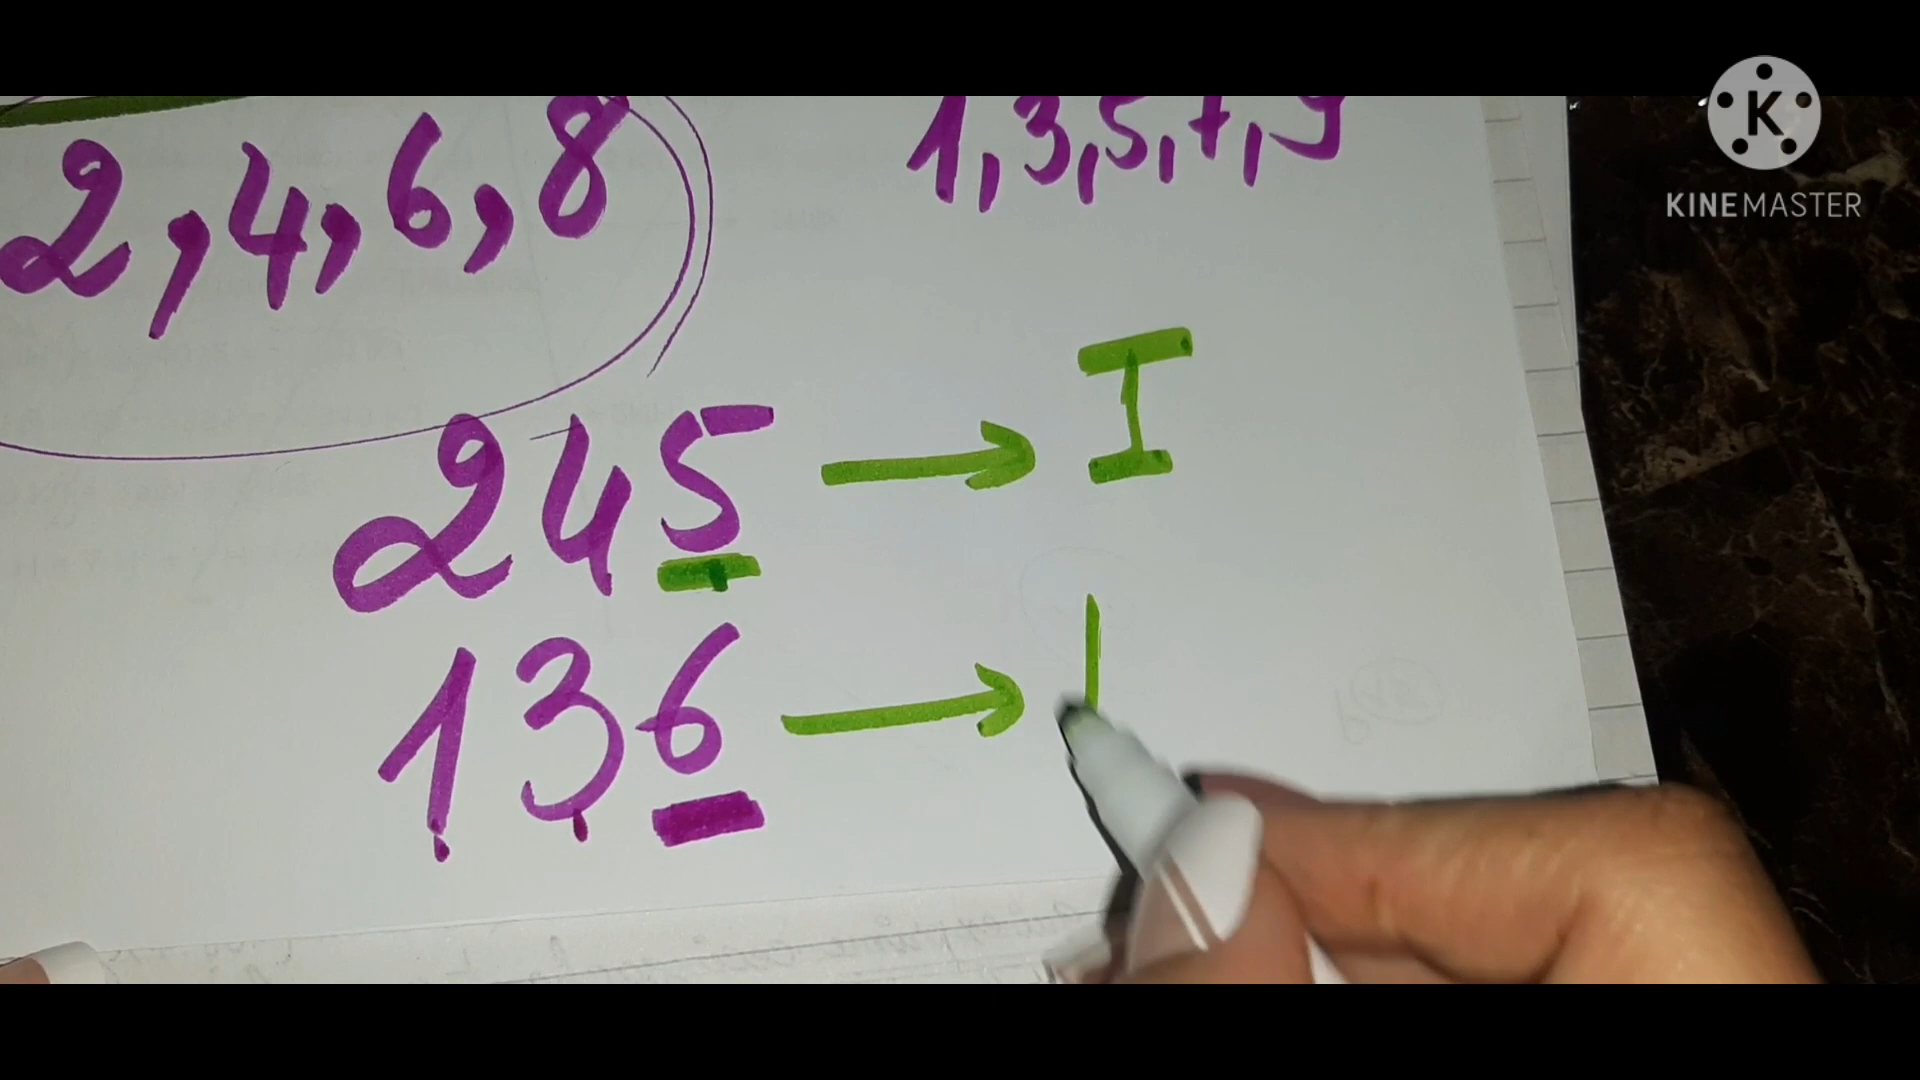 2, 4, 6, 8
1, 3, 5, 7, 9
245 → I
136 →
KINEMASTER